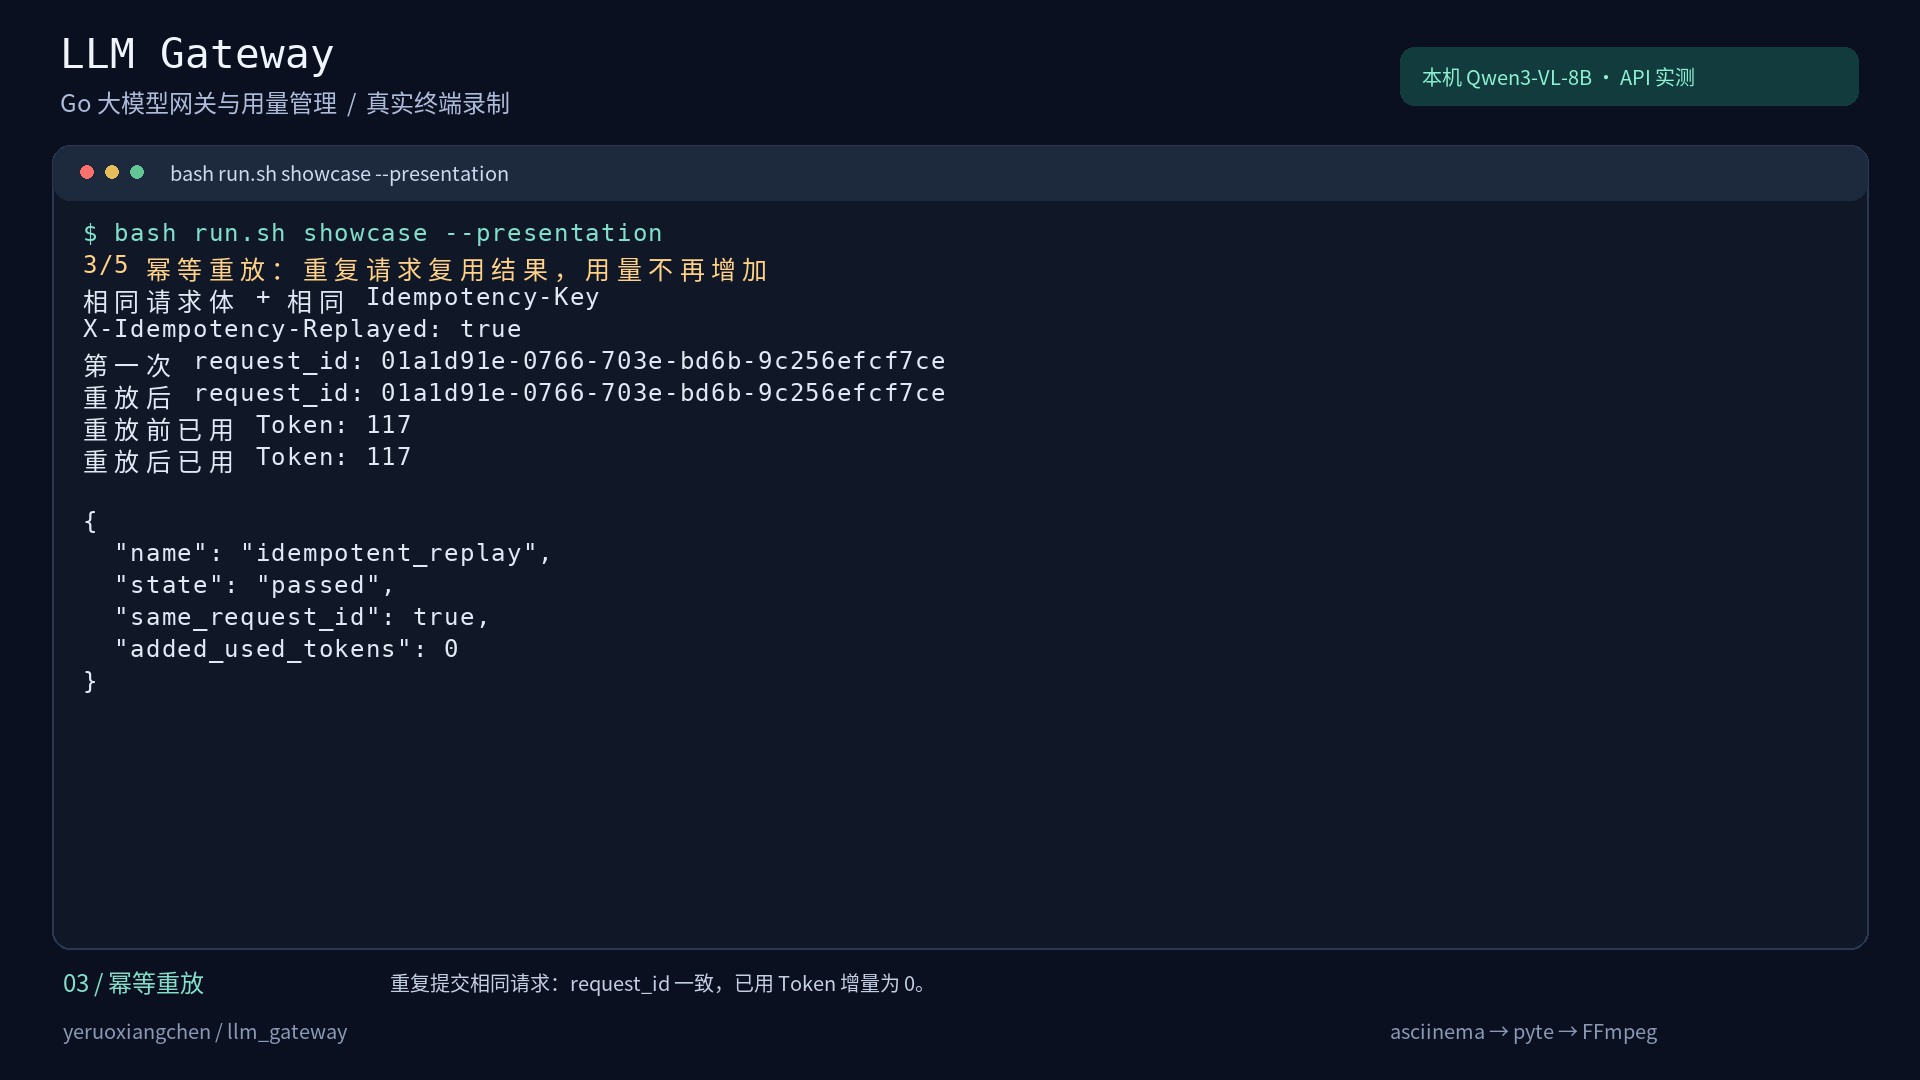 LLM Gateway
Go 大模型网关与用量管理 / 真实终端录制
本机 Qwen3-VL-8B · API 实测
bash run.sh showcase --presentation
$ bash run.sh showcase --presentation
3/5 幂等重放：重复请求复用结果，用量不再增加
相同请求体 + 相同 Idempotency-Key
X-Idempotency-Replayed: true
第一次 request_id: 01a1d91e-0766-703e-bd6b-9c256efcf7ce
重放后 request_id: 01a1d91e-0766-703e-bd6b-9c256efcf7ce
重放前已用 Token: 117
重放后已用 Token: 117
{
  "name": "idempotent_replay",
  "state": "passed",
  "same_request_id": true,
  "added_used_tokens": 0
}
03 / 幂等重放
重复提交相同请求：request_id 一致，已用 Token 增量为 0。
yeruoxiangchen / llm_gateway
asciinema → pyte → FFmpeg